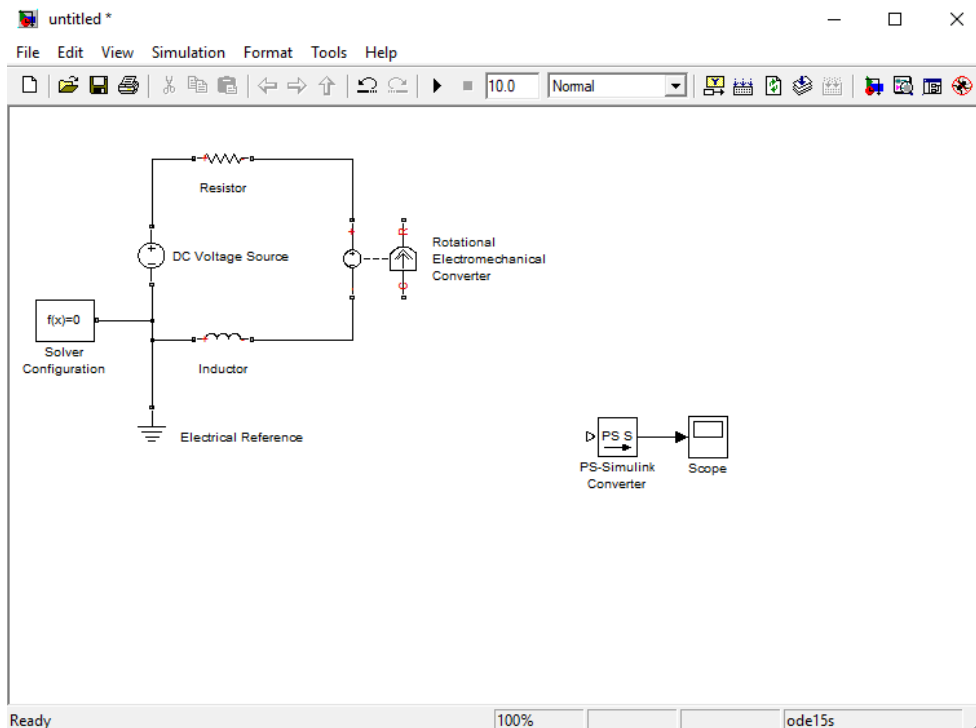 untitled *
File Edit View Simulation Format Tools Help
10.0 Normal
Resistor
DC Voltage Source
R
Rotational
Electromechanical
Converter
C
f(x)=0
Solver
Configuration
Inductor
Electrical Reference
PS S
PS-Simulink
Converter
Scope
Ready 100% ode15s